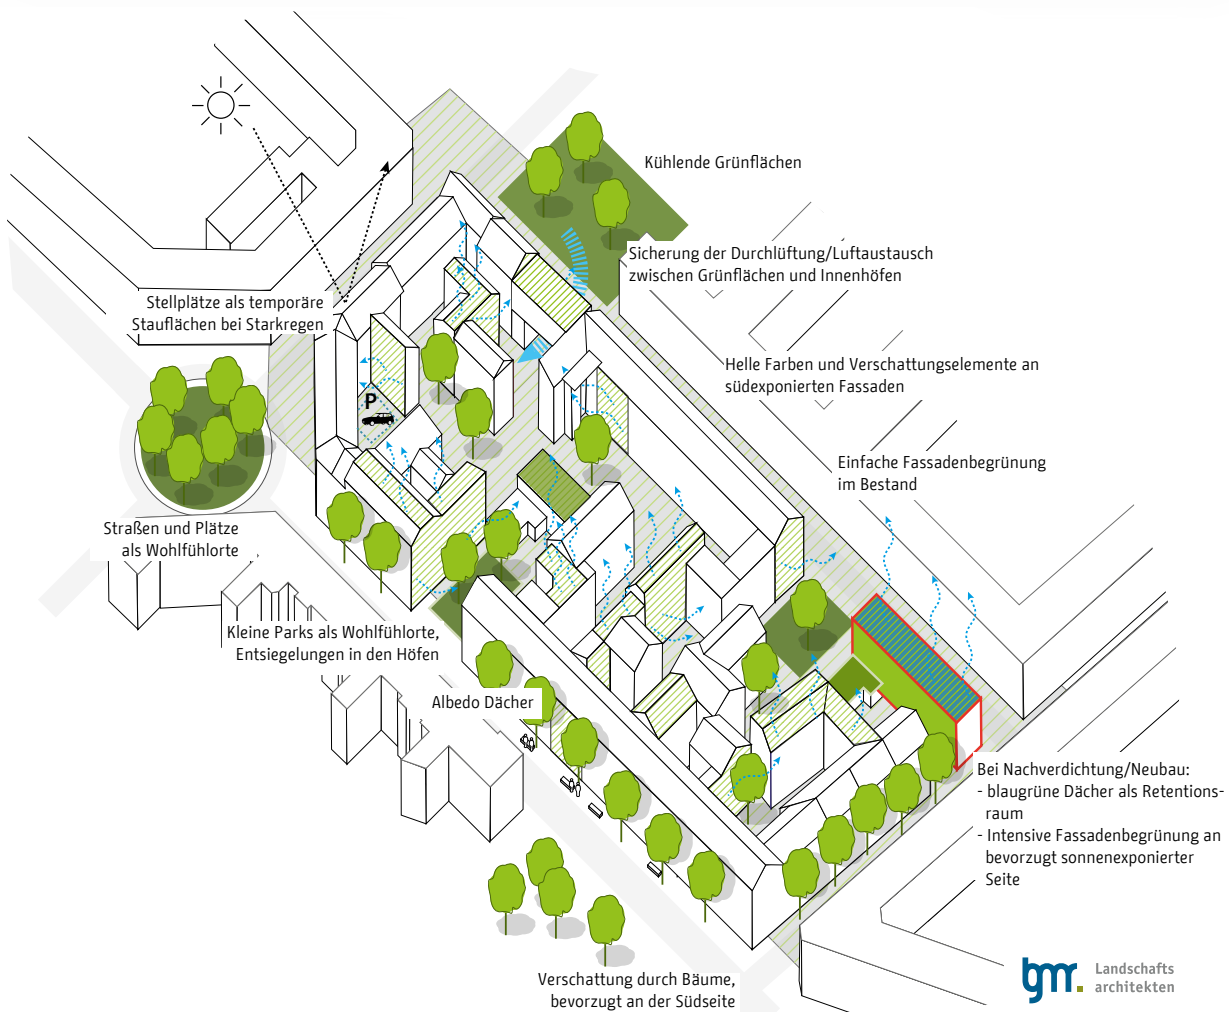 Kühlende Grünflächen
Sicherung der Durchlüftung/Luftaustausch
zwischen Grünflächen und Innenhöfen
Stellplätze als temporäre
Stauflächen bei Starkregen
Helle Farben und Verschattungselemente an
südexponierten Fassaden
P
Einfache Fassadenbegrünung
im Bestand
Straßen und Plätze
als Wohlfühlorte
Kleine Parks als Wohlfühlorte,
Entsiegelungen in den Höfen
Albedo Dächer
Bei Nachverdichtung/Neubau:
- blaugrüne Dächer als Retentions-
raum
- Intensive Fassadenbegrünung an
bevorzugt sonnenexponierter
Seite
Verschattung durch Bäume,
bevorzugt an der Südseite
gmr.
Landschafts
architekten